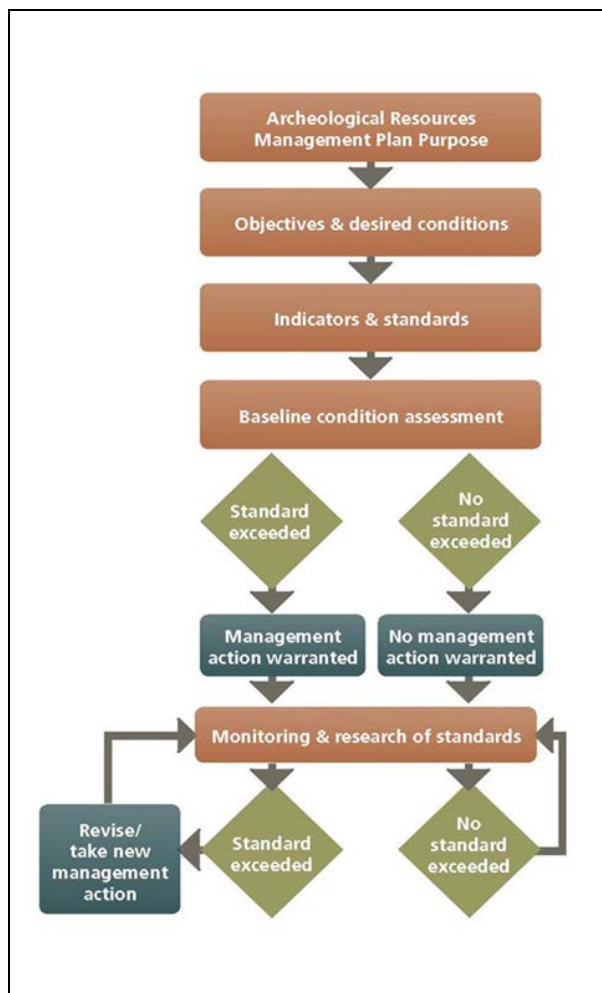 Archeological Resources
Management Plan Purpose
Objectives & desired conditions
Indicators & standards
Baseline condition assessment
Standard
exceeded
No
standard
exceeded
Management
action warranted
No management
action warranted
Monitoring & research of standards
Revise/
take new
management
action
Standard
exceeded
No
standard
exceeded